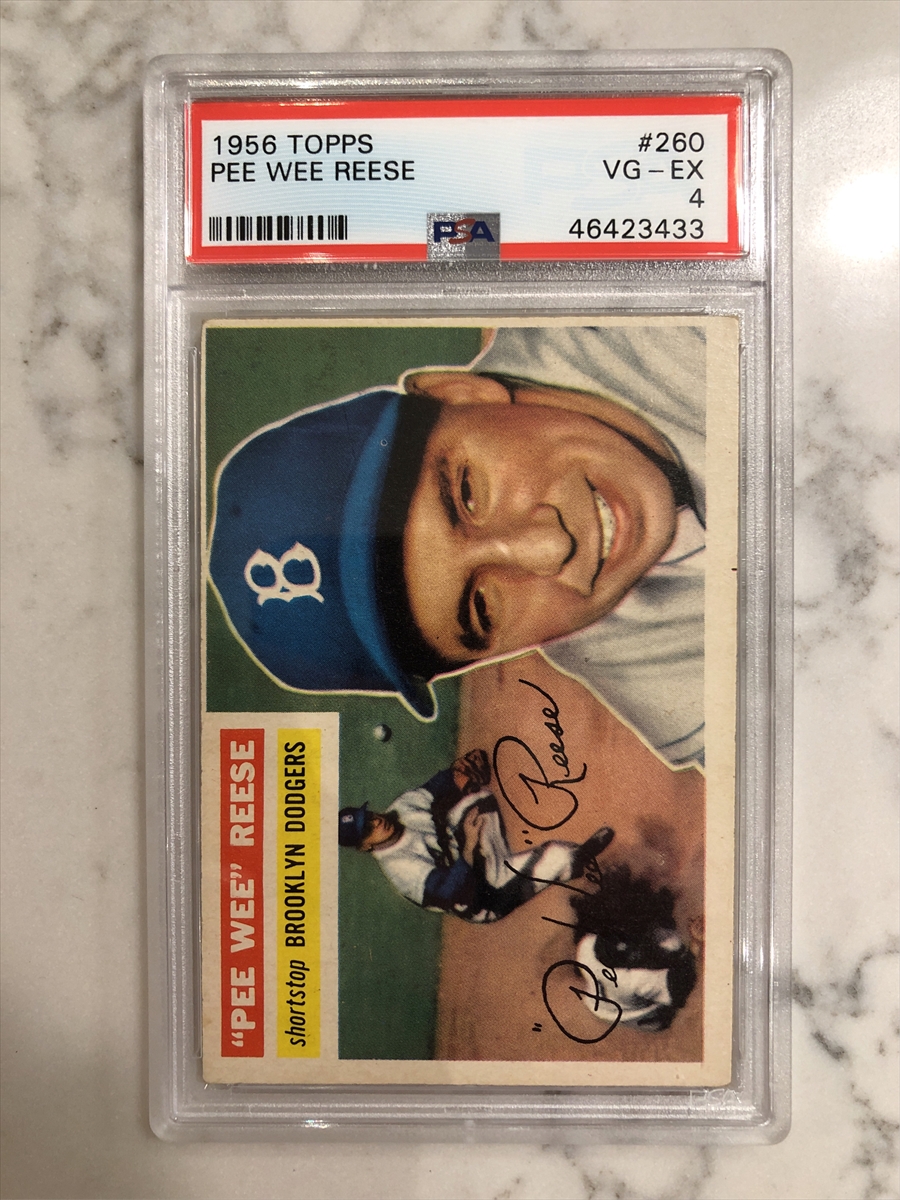 1956 TOPPS
#260
PEE WEE REESE
VG-EX
4
PSA
46423433
"PEE WEE" REESE
shortstop BROOKLYN DODGERS
B
"Pee Wee" Reese
PSA